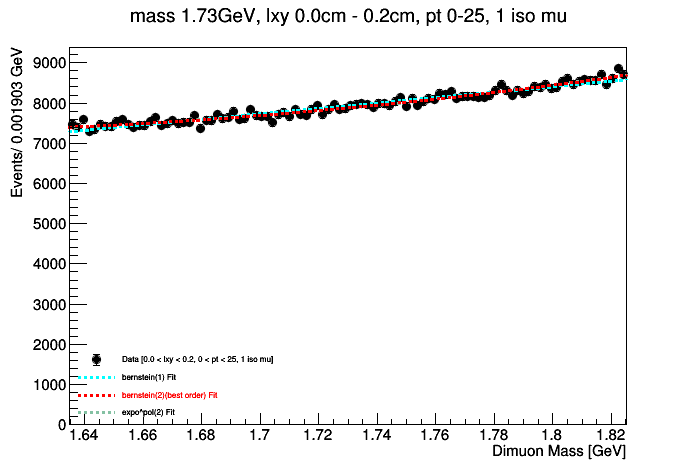 mass 1.73GeV, lxy 0.0cm - 0.2cm, pt 0-25, 1 iso mu
Events/ 0.001903 GeV
9000
8000
7000
6000
5000
4000
3000
2000
1000
0
Data [0.0 < lxy < 0.2, 0 < pt < 25, 1 iso mu]
bernstein(1) Fit
bernstein(2)(best order) Fit
expo*pol(2) Fit
1.64 1.66 1.68 1.7 1.72 1.74 1.76 1.78 1.8 1.82
Dimuon Mass [GeV]